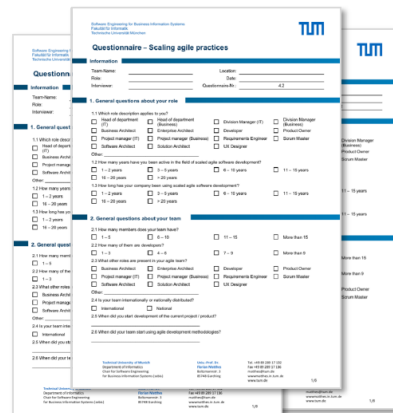 Software Engineering for Business Information Systems
Fakultät für Informatik
Technische Universität München
TUM
Questionnaire – Scaling agile practices
Information
Team-Name: Location:
Role: Date:
Interviewer: Questionnaire-Nr.: 42
1. General questions about your role
1.1 Which role description applies to you?
Head of department (IT) Head of department (Business) Division Manager (IT) Division Manager (Business)
Business Architect Enterprise Architect Developer Product Owner
Project manager (IT) Project manager (Business) Requirements Engineer Scrum Master
Software Architect Solution Architect UX Designer
Other:
1.2 How many years have you been active in the field of scaled agile software development?
1 – 2 years 3 – 5 years 6 – 10 years 11 – 15 years
16 – 20 years > 20 years
1.3 How long has your company been using scaled agile software development?
1 – 2 years 3 – 5 years 6 – 10 years 11 – 15 years
16 – 20 years > 20 years
2. General questions about your team
2.1 How many members does your team have?
1 – 5 6 – 10 11 – 15 More than 15
2.2 How many of them are developers?
1 – 3 4 – 6 7 – 9 More than 9
2.3 What other roles are present in your agile team?
Business Architect Enterprise Architect Developer Product Owner
Project manager (IT) Project manager (Business) Requirements Engineer Scrum Master
Software Architect Solution Architect UX Designer
Other:
2.4 Is your team internationally or nationally distributed?
International National
2.5 When did you start development of the current project / product?
2.6 When did your team start using agile development methodologies?
Technical University of Munich
Department of Informatics
Chair for Software Engineering
for Business Information Systems (sebis)
1/8
TUM
1/8